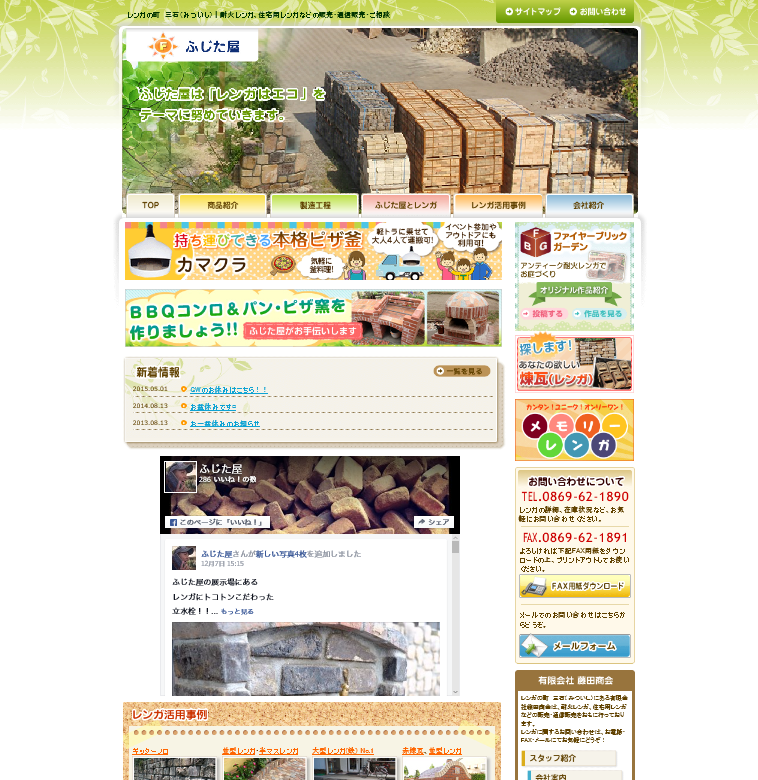 レンガの町 三石（みついし）｜耐火レンガ、住宅用レンガなどの販売・通信販売・ご相談
サイトマップ
お問い合わせ
ふじた屋
ふじた屋は「レンガはエコ」を
テーマに努めていきます。
TOP
商品紹介
製造工程
ふじた屋とレンガ
レンガ活用事例
会社紹介
持ち運びできる本格ピザ釜
カマクラ
気軽に
釜料理!
軽トラに乗せて
大人4人で運搬可!
イベント参加や
アウトドアにも
利用可!
BBQコンロ＆パン・ピザ窯を
作りましょう!!
ふじた屋がお手伝いします
新着情報
一覧を見る
2015.05.01
GWのお休みはこちら！！
2014.08.13
お盆休みです!!
2013.08.13
お一盆休みのお知らせ
ふじた屋
286 いいね！の数
このページに「いいね！」
シェア
ふじた屋さんが新しい写真4枚を追加しました
12月7日 15:15
ふじた屋の展示場にある
レンガにトコトンこだわった
立水栓！！... もっと見る
レンガ活用事例
異型レンガ・半マスレンガ
大型レンガ(鉄) No.1
赤煉瓦、異型レンガ
FBG
ファイヤーブリック
ガーデン
アンティーク耐火レンガで
お庭づくり
オリジナル作品紹介
投稿する
作品を見る
探します!
あなたの欲しい
煉瓦(レンガ)
カンタン！ユニーク！オンリーワン！
メモリー
レンガ
お問い合わせについて
TEL.0869-62-1890
レンガの詳細、在庫状況など、お気
軽にお問い合わせください。
FAX.0869-62-1891
よろしければ下記FAX用紙をダウン
ロードの上、プリントアウトしてお使い
ください。
FAX用紙ダウンロード
メールでのお問い合わせはこちらか
らどうぞ。
メールフォーム
有限会社 藤田商会
レンガの町 三石（みついし）にある有限会
社藤田商会は、耐火レンガ、住宅用レンガ
などの販売・通信販売をおもに行っており
ます。
レンガに関するお問い合わせは、お電話・
FAX・メールにてお気軽にどうぞ！
スタッフ紹介
会社案内